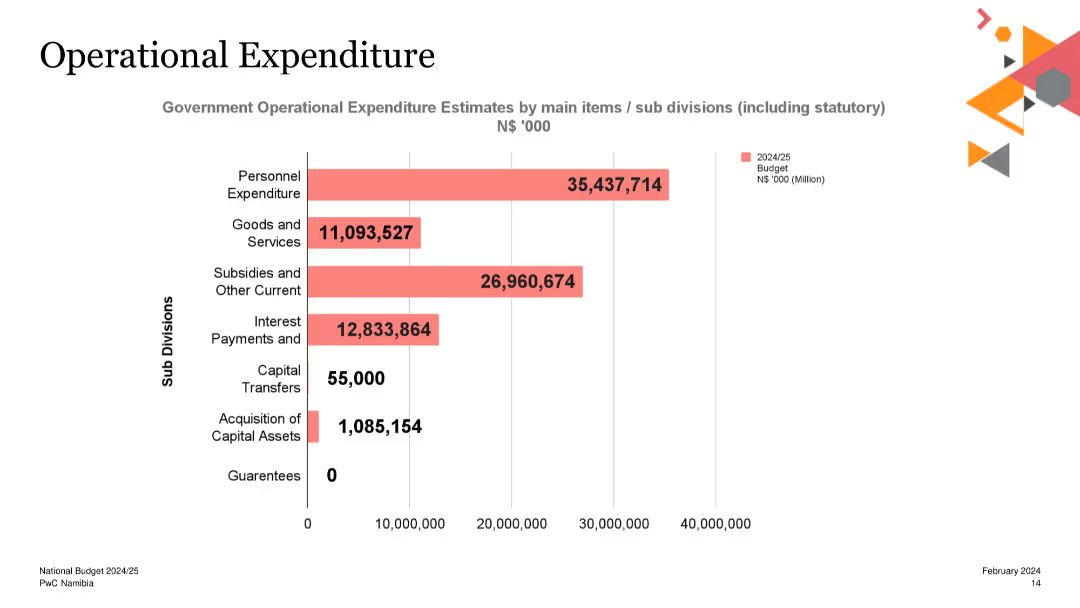 Operational Expenditure
Government Operational Expenditure Estimates by main items / sub divisions (including statutory)
N$ '000
2024/25
Budget
N$ '000 (Million)
Sub Divisions
Personnel
Expenditure
35,437,714
Goods and
Services
11,093,527
Subsidies and
Other Current
26,960,674
Interest
Payments and
12,833,864
Capital
Transfers
55,000
Acquisition of
Capital Assets
1,085,154
Guarentees
0
0
10,000,000
20,000,000
30,000,000
40,000,000
National Budget 2024/25
PwC Namibia
February 2024
14